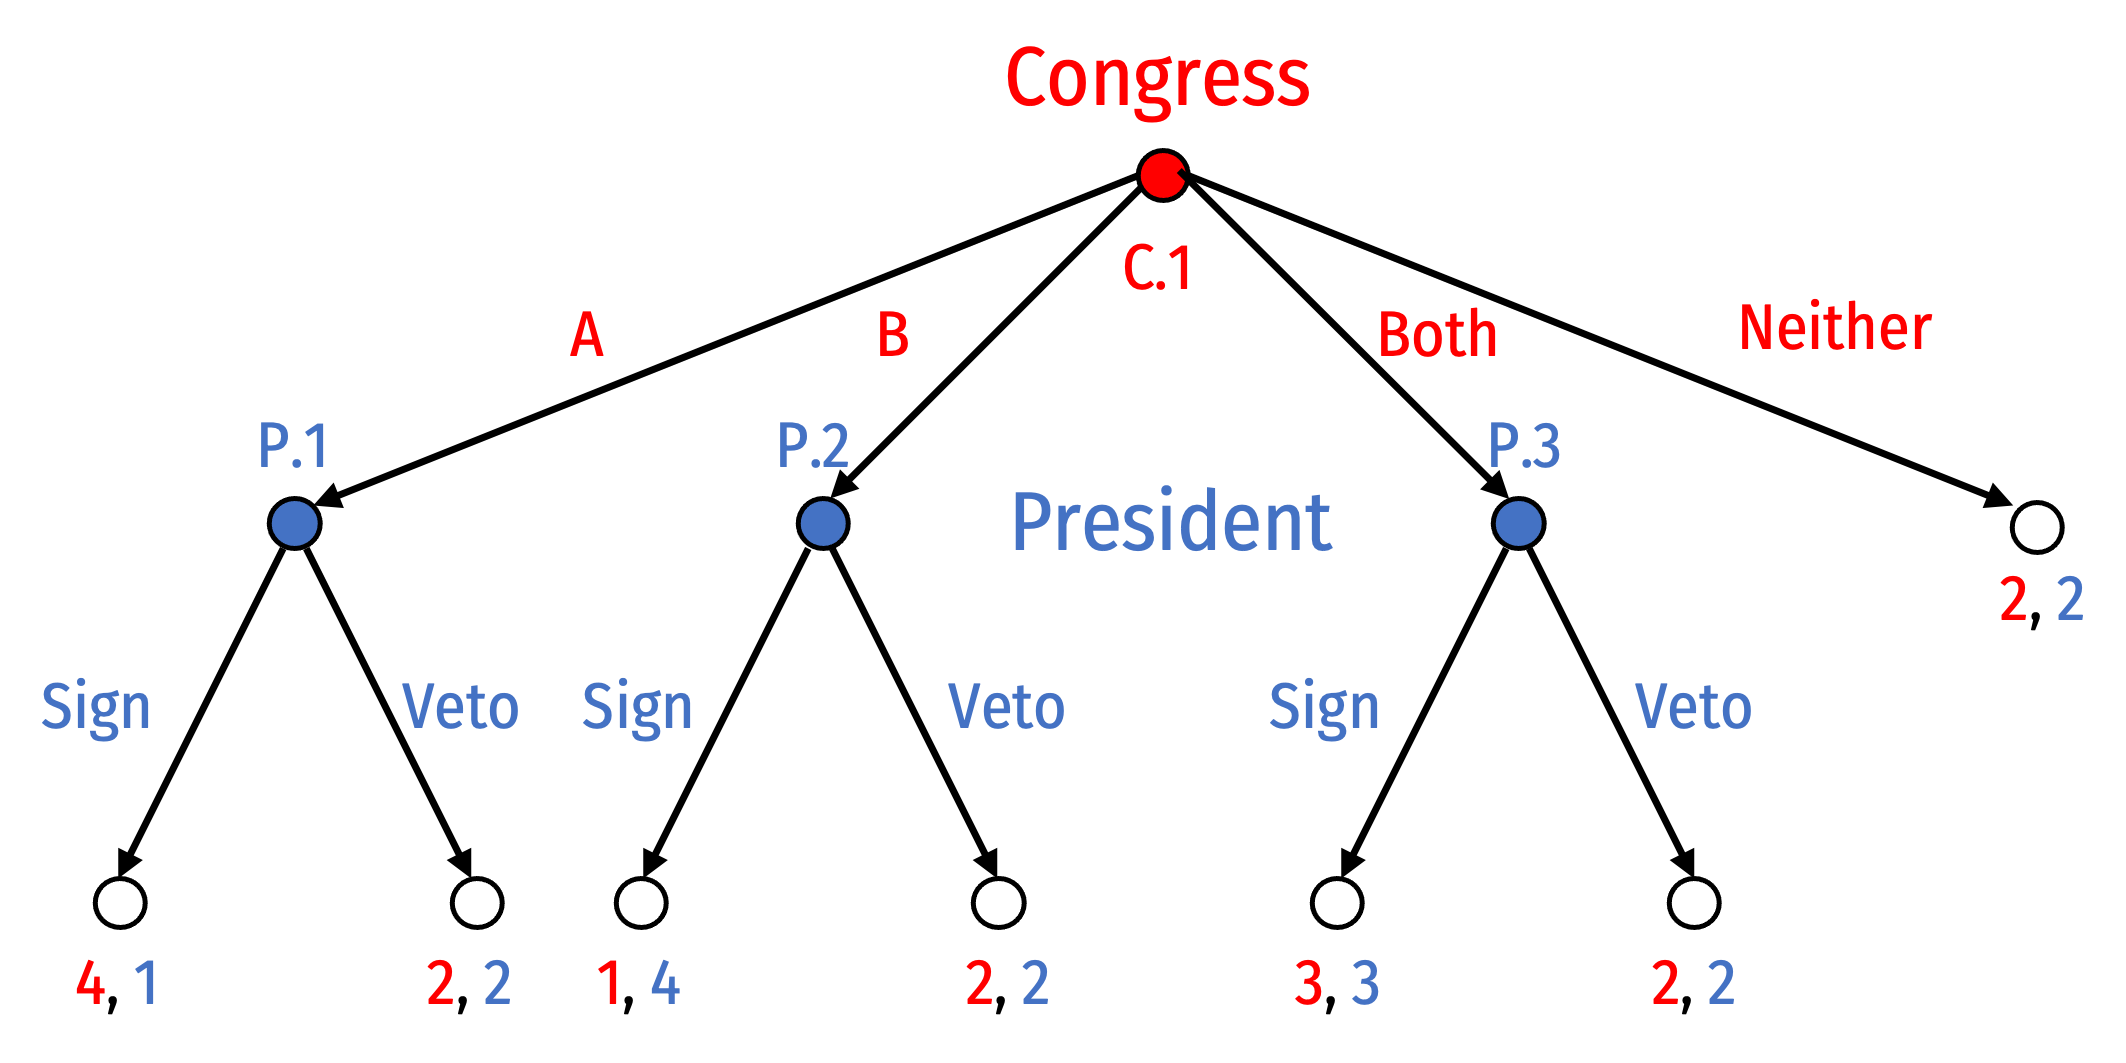 Congress
C.1
A
B
Both
Neither
P.1
P.2
P.3
President
2, 2
Sign
Veto
Sign
Veto
Sign
Veto
4, 1
2, 2
1, 4
2, 2
3, 3
2, 2